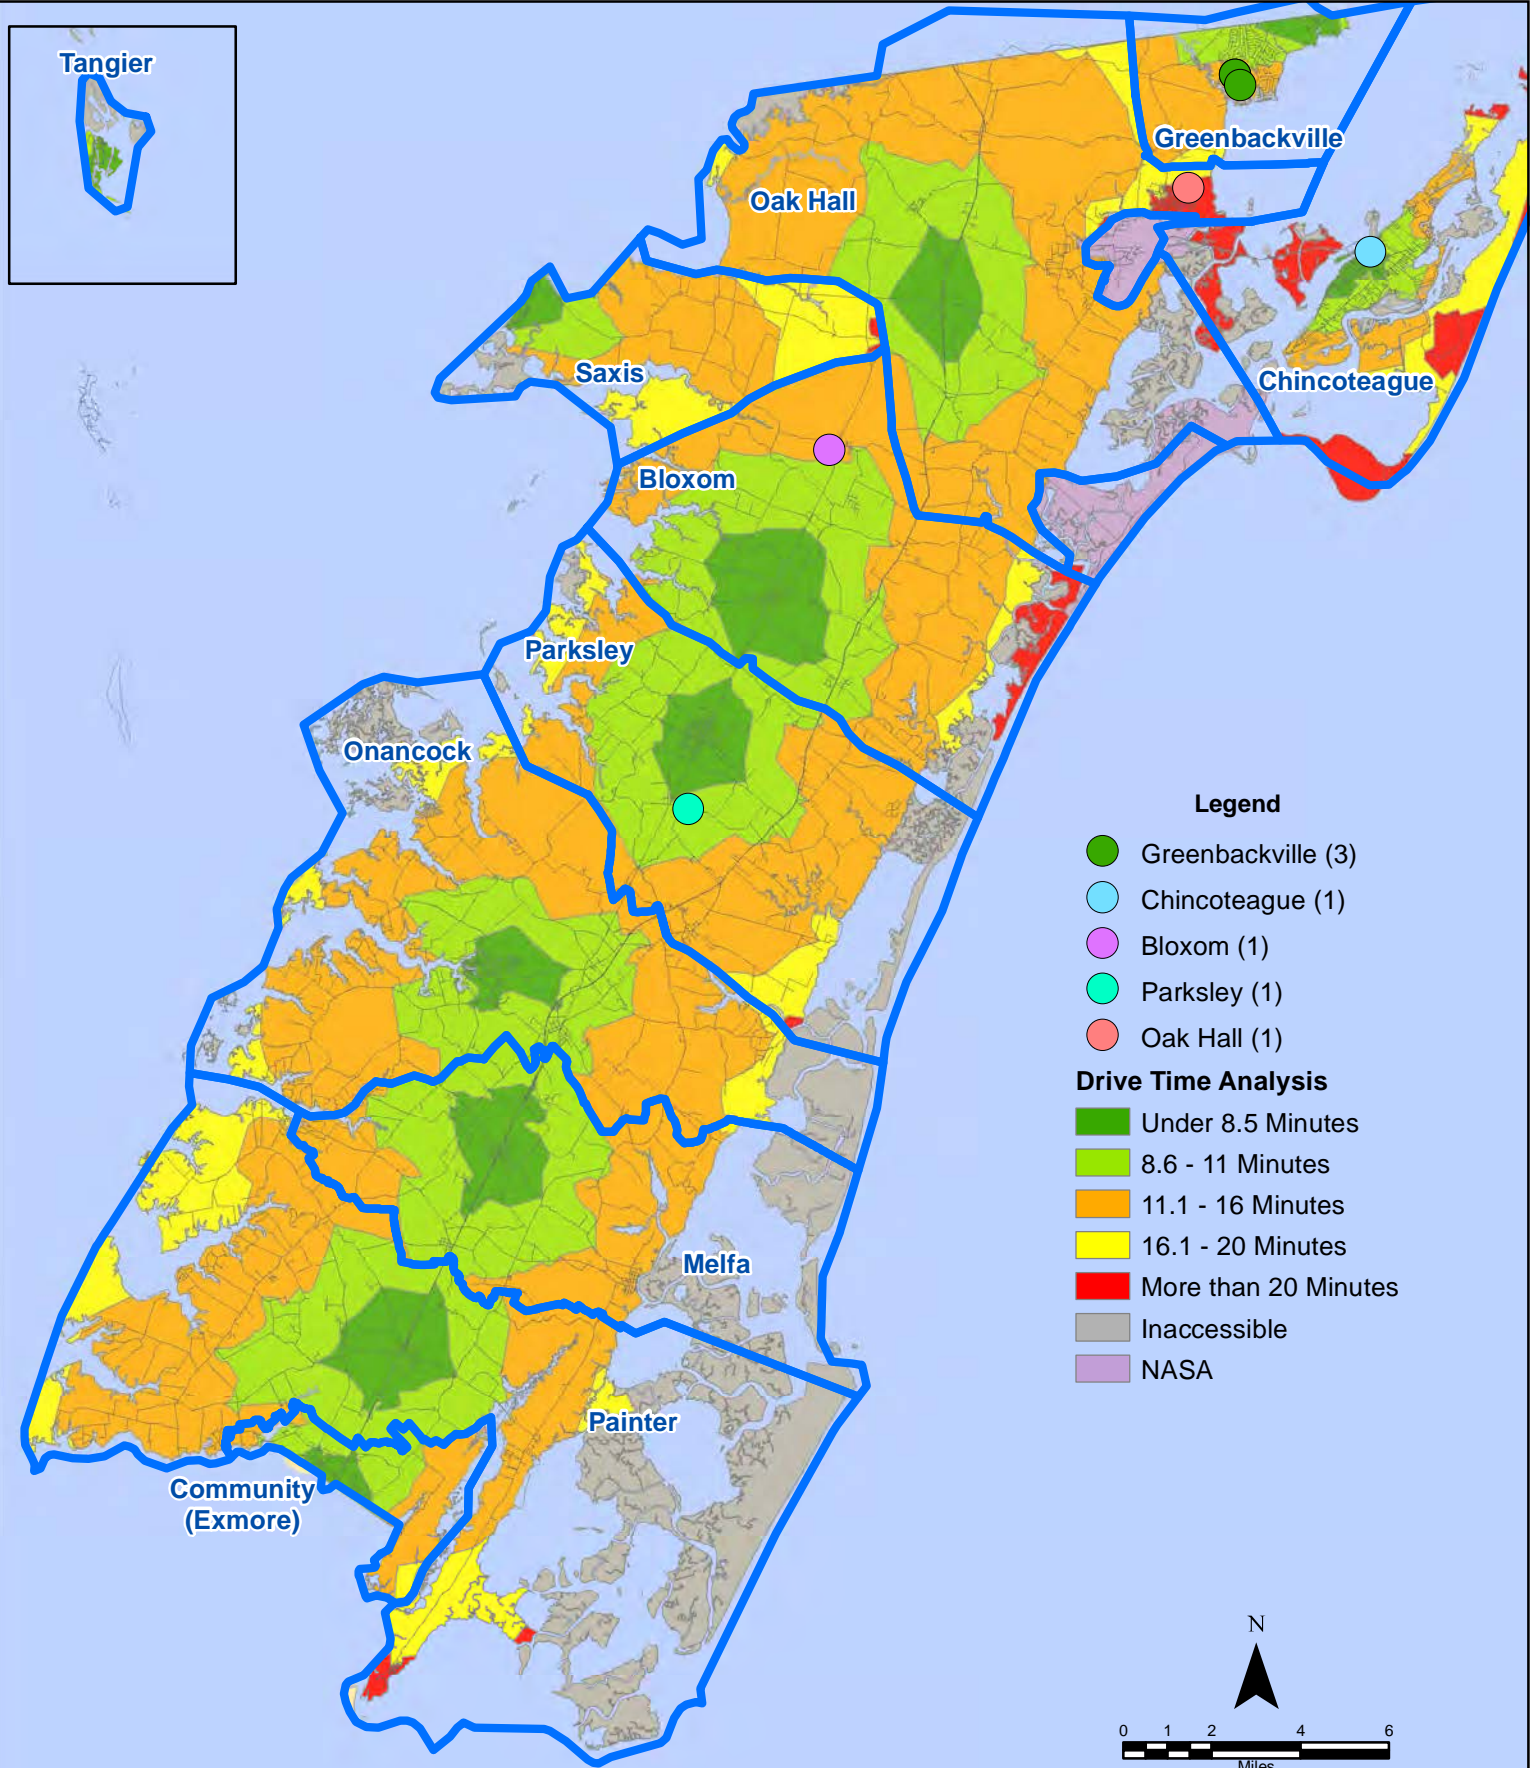 Tangier
Greenbackville
Oak Hall
Saxis
Chincoteague
Bloxom
Parksley
Onancock
Melfa
Painter
Community
(Exmore)
Legend
Greenbackville (3)
Chincoteague (1)
Bloxom (1)
Parksley (1)
Oak Hall (1)
Drive Time Analysis
Under 8.5 Minutes
8.6 - 11 Minutes
11.1 - 16 Minutes
16.1 - 20 Minutes
More than 20 Minutes
Inaccessible
NASA
N
0 1 2 4 6
Miles